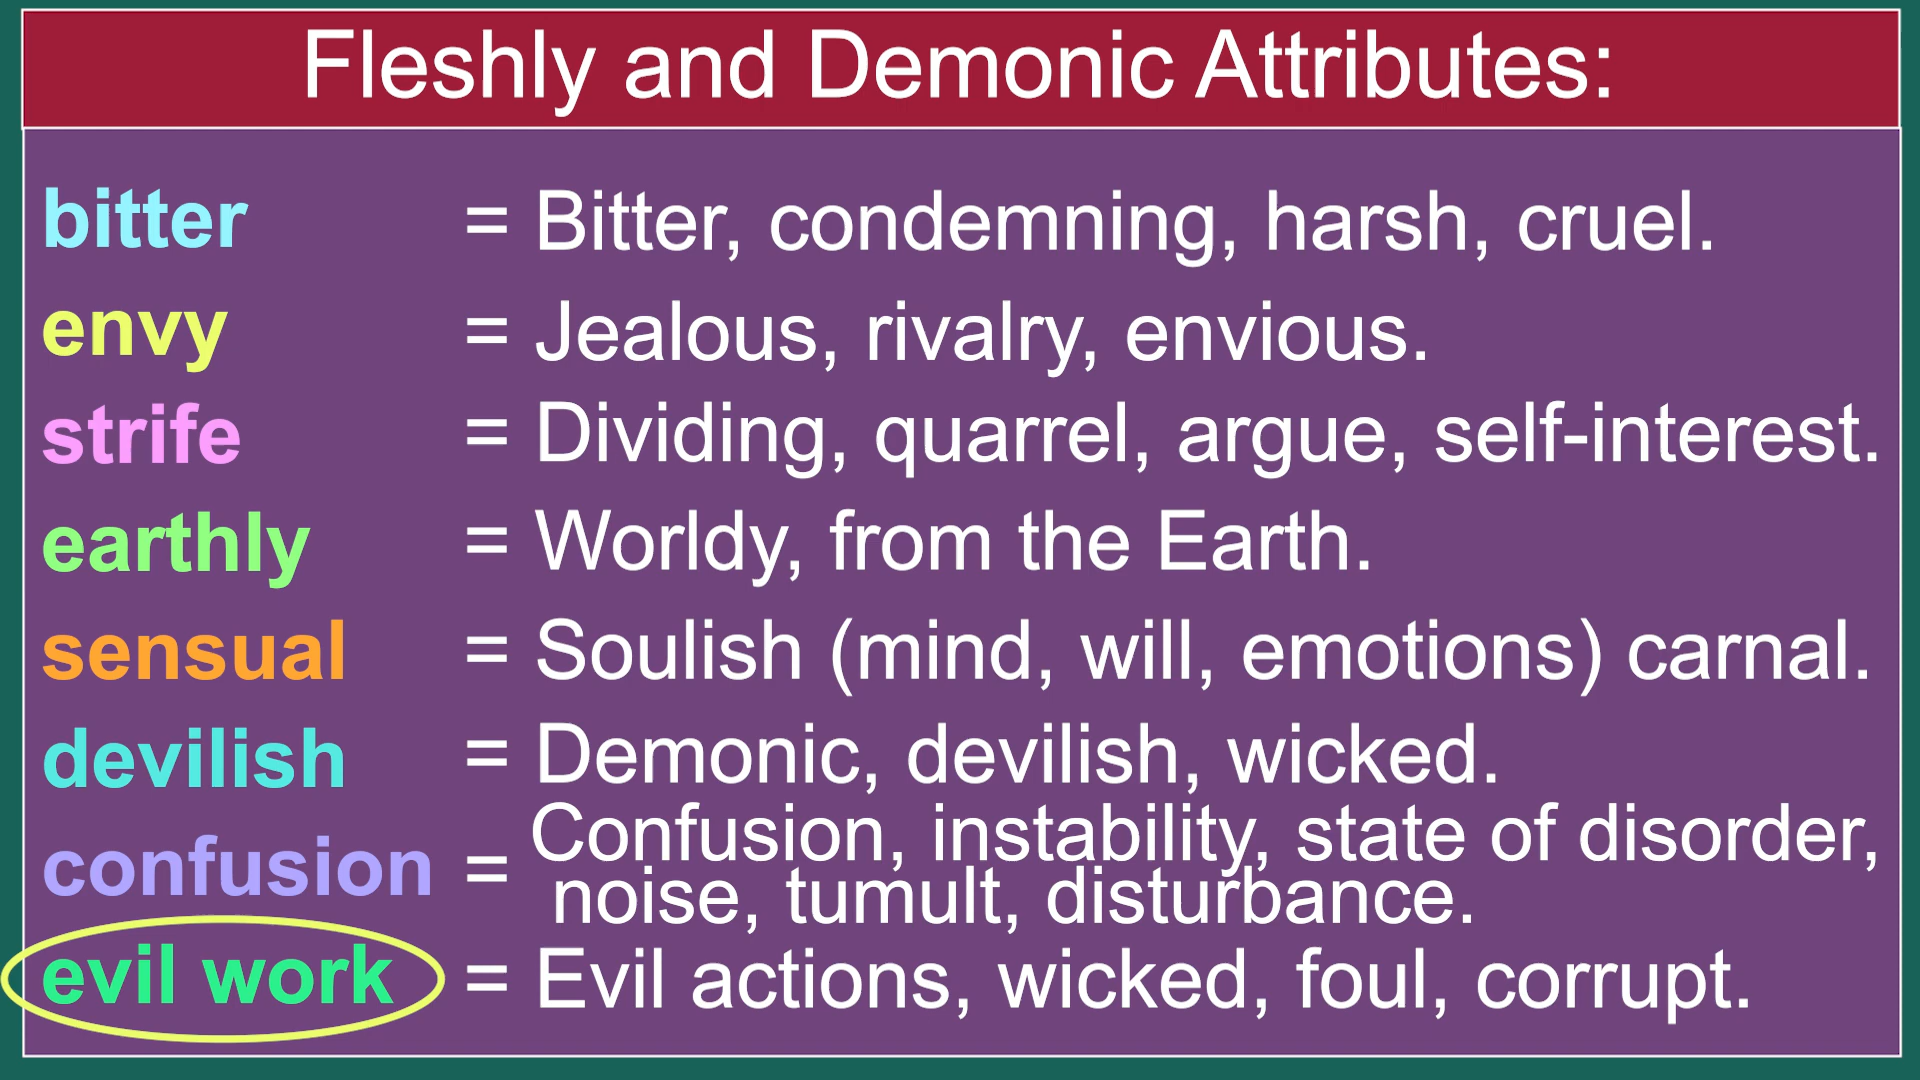 Fleshly and Demonic Attributes:
bitter = Bitter, condemning, harsh, cruel.
envy = Jealous, rivalry, envious.
strife = Dividing, quarrel, argue, self-interest.
earthly = Worldy, from the Earth.
sensual = Soulish (mind, will, emotions) carnal.
devilish = Demonic, devilish, wicked.
confusion = Confusion, instability, state of disorder,
noise, tumult, disturbance.
evil work = Evil actions, wicked, foul, corrupt.